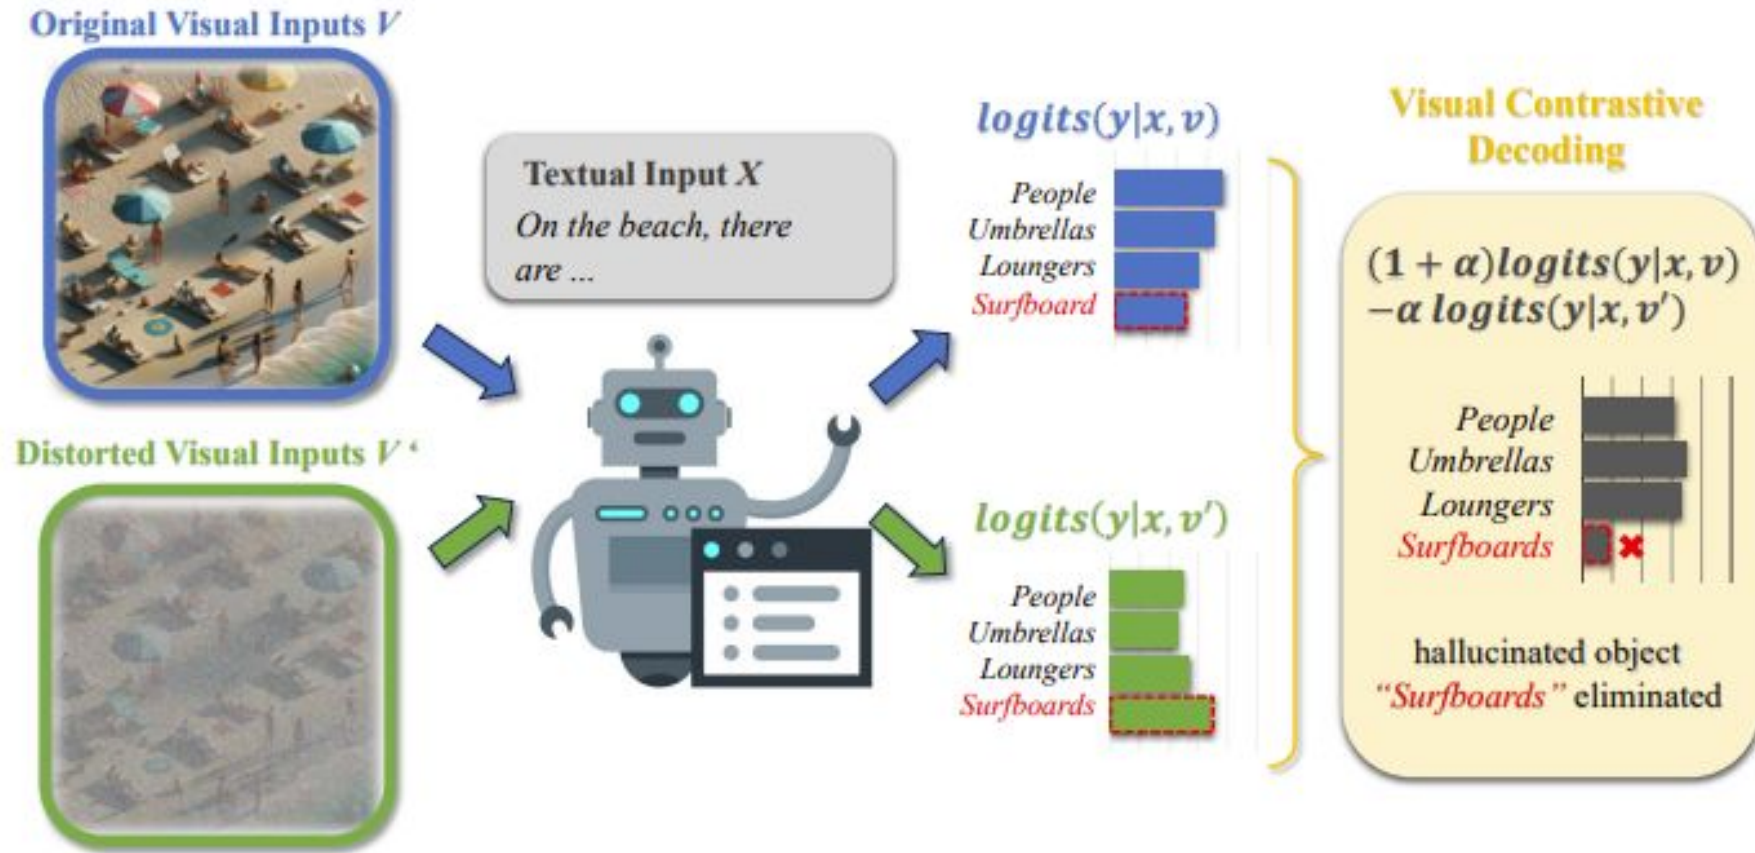 Original Visual Inputs V
Distorted Visual Inputs V ‘
Textual Input X
On the beach, there
are ...
logits(y|x, v)
People
Umbrellas
Loungers
Surfboard
logits(y|x, v′)
People
Umbrellas
Loungers
Surfboards
Visual Contrastive
Decoding
(1 + α)logits(y|x, v)
−α logits(y|x, v′)
People
Umbrellas
Loungers
Surfboards
hallucinated object
“Surfboards” eliminated